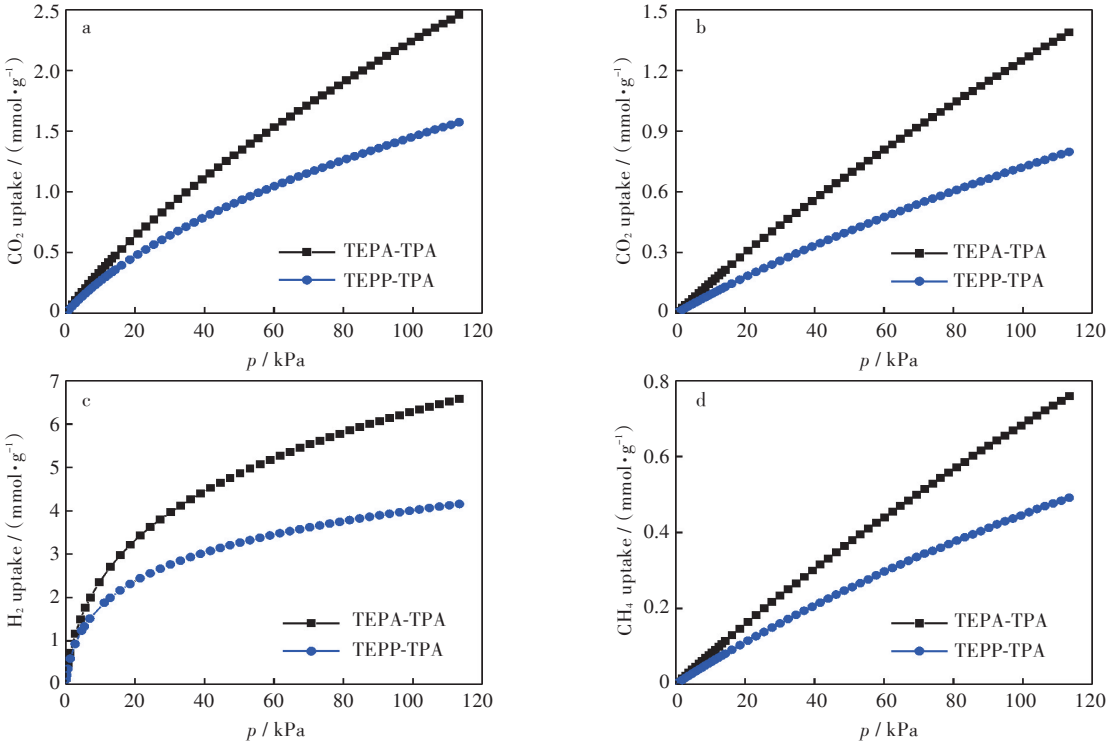 a
2.5
2.0
1.5
1.0
0.5
0
CO₂ uptake / (mmol·g⁻¹)
TEPA-TPA
TEPP-TPA
0 20 40 60 80 100 120
p / kPa
b
1.5
1.2
0.9
0.6
0.3
0
CO₂ uptake / (mmol·g⁻¹)
TEPA-TPA
TEPP-TPA
0 20 40 60 80 100 120
p / kPa
c
7
6
5
4
3
2
1
0
H₂ uptake / (mmol·g⁻¹)
TEPA-TPA
TEPP-TPA
0 20 40 60 80 100 120
p / kPa
d
0.8
0.6
0.4
0.2
0
CH₄ uptake / (mmol·g⁻¹)
TEPA-TPA
TEPP-TPA
0 20 40 60 80 100 120
p / kPa